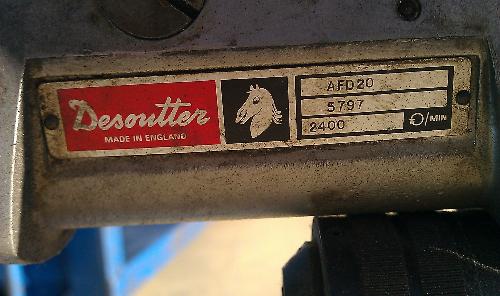 Desoutter
MADE IN ENGLAND
AFD20
5797
2400 /MIN